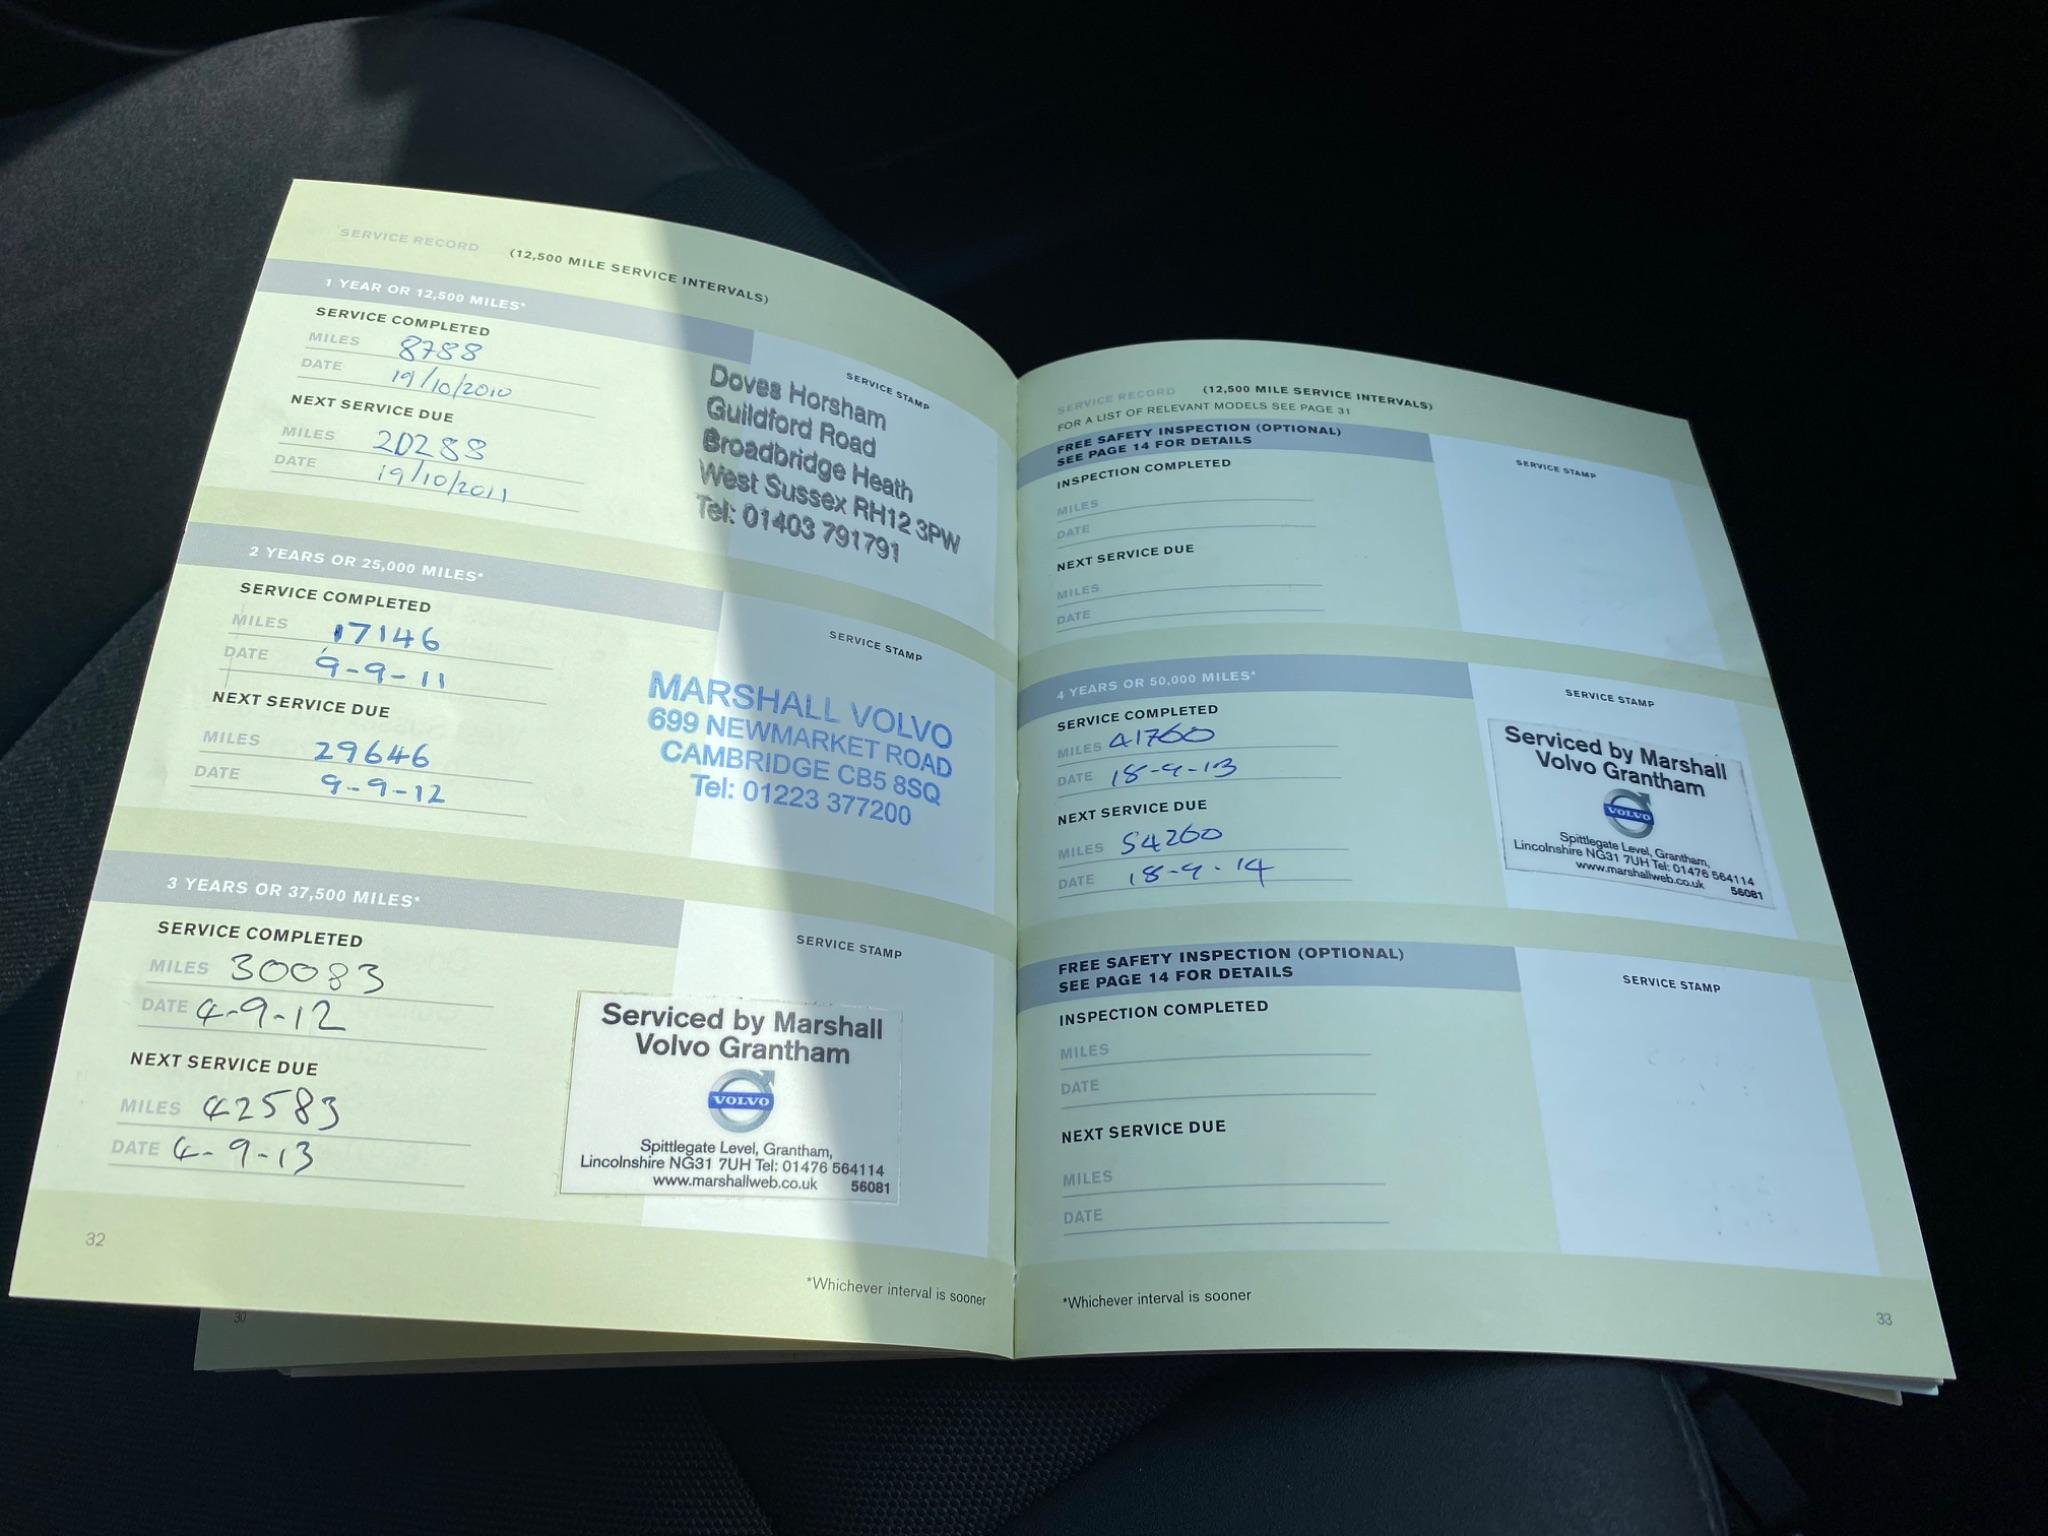 SERVICE RECORD (12,500 MILE SERVICE INTERVALS)
1 YEAR OR 12,500 MILES*
SERVICE COMPLETED
MILES 8788
DATE 19/10/2010
NEXT SERVICE DUE
MILES 20288
DATE 19/10/2011
SERVICE STAMP
Doves Horsham
Guildford Road
Broadbridge Heath
West Sussex RH12 3PW
Tel: 01403 791791
2 YEARS OR 25,000 MILES*
SERVICE COMPLETED
MILES 17146
DATE 9-9-11
NEXT SERVICE DUE
MILES 29646
DATE 9-9-12
SERVICE STAMP
MARSHALL VOLVO
699 NEWMARKET ROAD
CAMBRIDGE CB5 8SQ
Tel: 01223 377200
3 YEARS OR 37,500 MILES*
SERVICE COMPLETED
MILES 30083
DATE 4-9-12
NEXT SERVICE DUE
MILES 42583
DATE 4-9-13
SERVICE STAMP
Serviced by Marshall
Volvo Grantham
VOLVO
Spittlegate Level, Grantham,
Lincolnshire NG31 7UH Tel: 01476 564114
www.marshallweb.co.uk 56081
32
*Whichever interval is sooner
30
SERVICE RECORD (12,500 MILE SERVICE INTERVALS)
FOR A LIST OF RELEVANT MODELS SEE PAGE 31
FREE SAFETY INSPECTION (OPTIONAL)
SEE PAGE 14 FOR DETAILS
INSPECTION COMPLETED
MILES
DATE
NEXT SERVICE DUE
MILES
DATE
SERVICE STAMP
4 YEARS OR 50,000 MILES*
SERVICE COMPLETED
MILES 41760
DATE 18-9-13
NEXT SERVICE DUE
MILES 54260
DATE 18-9-14
SERVICE STAMP
Serviced by Marshall
Volvo Grantham
VOLVO
Spittlegate Level, Grantham,
Lincolnshire NG31 7UH Tel: 01476 564114
www.marshallweb.co.uk 56081
FREE SAFETY INSPECTION (OPTIONAL)
SEE PAGE 14 FOR DETAILS
INSPECTION COMPLETED
MILES
DATE
NEXT SERVICE DUE
MILES
DATE
SERVICE STAMP
*Whichever interval is sooner
33